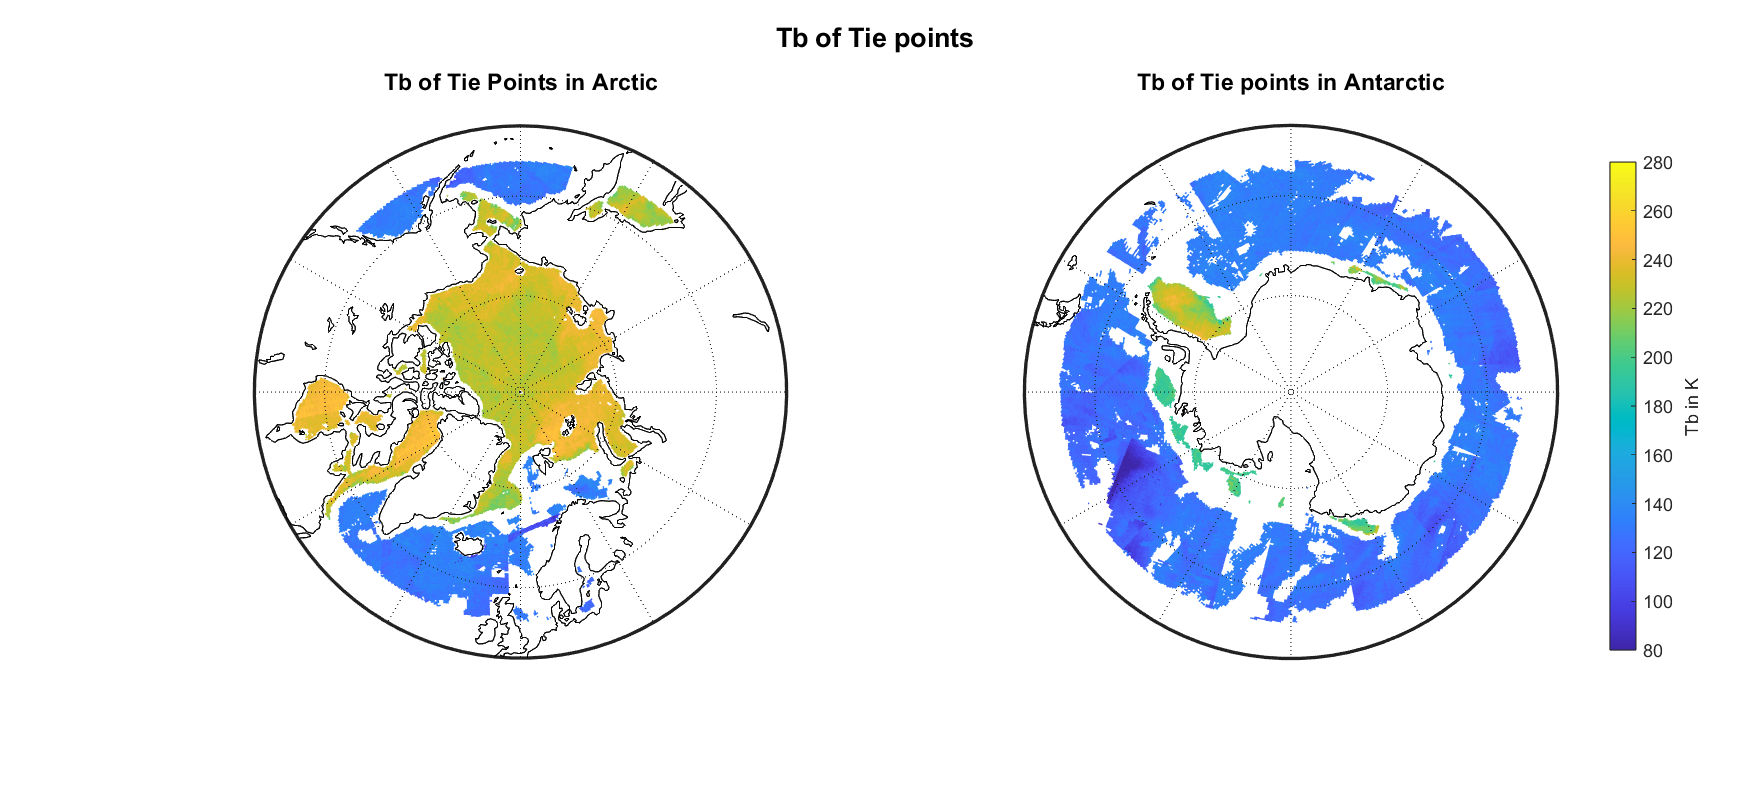 Tb of Tie points
Tb of Tie Points in Arctic
Tb of Tie points in Antarctic
280
260
240
220
200
180
160
140
120
100
80
Tb in K